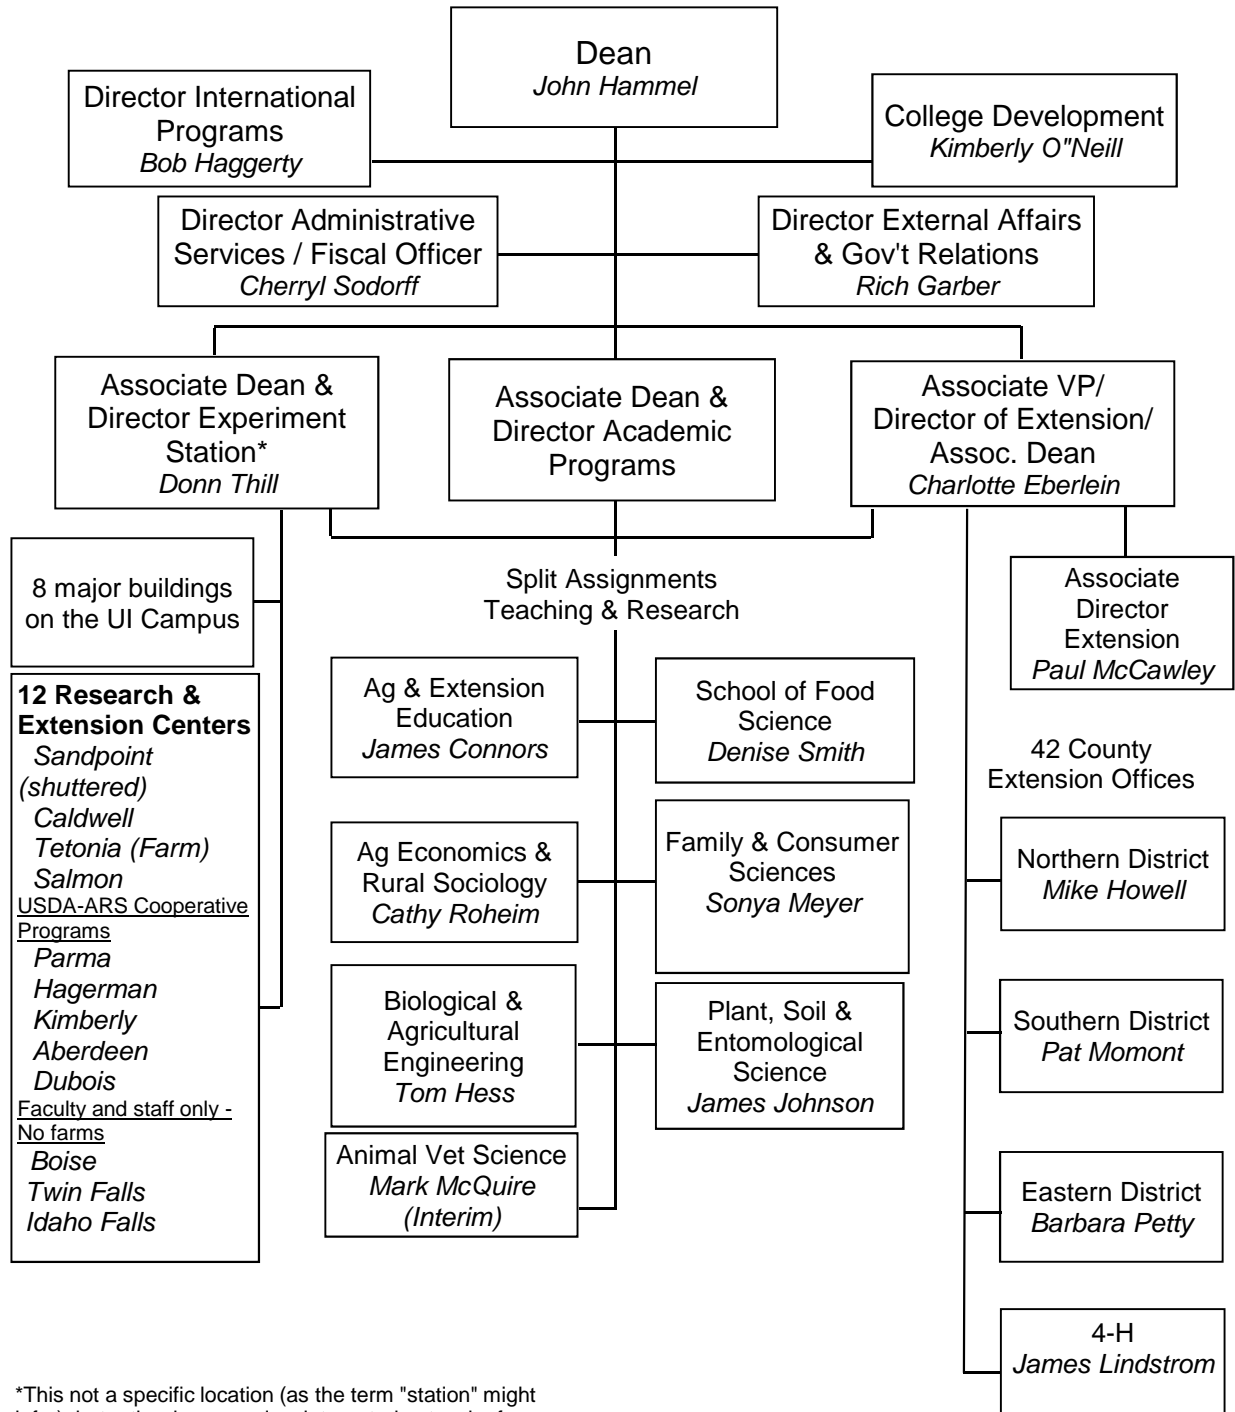 Dean
John Hammel
Director International
Programs
Bob Haggerty
College Development
Kimberly O"Neill
Director Administrative
Services / Fiscal Officer
Cherryl Sodorff
Director External Affairs
& Gov't Relations
Rich Garber
Associate Dean &
Director Experiment
Station*
Donn Thill
Associate Dean &
Director Academic
Programs
Associate VP/
Director of Extension/
Assoc. Dean
Charlotte Eberlein
8 major buildings
on the UI Campus
12 Research &
Extension Centers
Sandpoint
(shuttered)
Caldwell
Tetonia (Farm)
Salmon
USDA-ARS Cooperative
Programs
Parma
Hagerman
Kimberly
Aberdeen
Dubois
Faculty and staff only -
No farms
Boise
Twin Falls
Idaho Falls
Split Assignments
Teaching & Research
Ag & Extension
Education
James Connors
School of Food
Science
Denise Smith
Ag Economics &
Rural Sociology
Cathy Roheim
Family & Consumer
Sciences
Sonya Meyer
Biological &
Agricultural
Engineering
Tom Hess
Plant, Soil &
Entomological
Science
James Johnson
Animal Vet Science
Mark McQuire
(Interim)
Associate
Director
Extension
Paul McCawley
42 County
Extension Offices
Northern District
Mike Howell
Southern District
Pat Momont
Eastern District
Barbara Petty
4-H
James Lindstrom
*This not a specific location (as the term "station" might